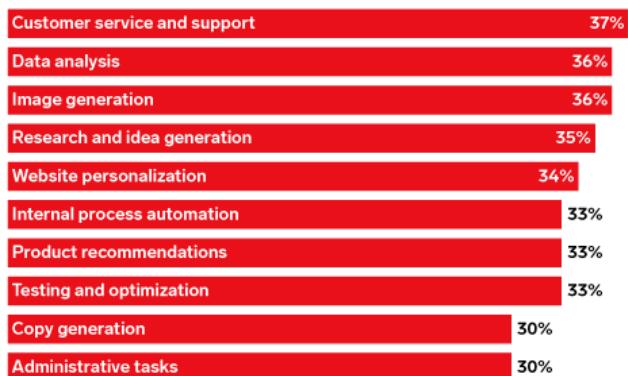 Customer service and support 37%
Data analysis 36%
Image generation 36%
Research and idea generation 35%
Website personalization 34%
Internal process automation 33%
Product recommendations 33%
Testing and optimization 33%
Copy generation 30%
Administrative tasks 30%